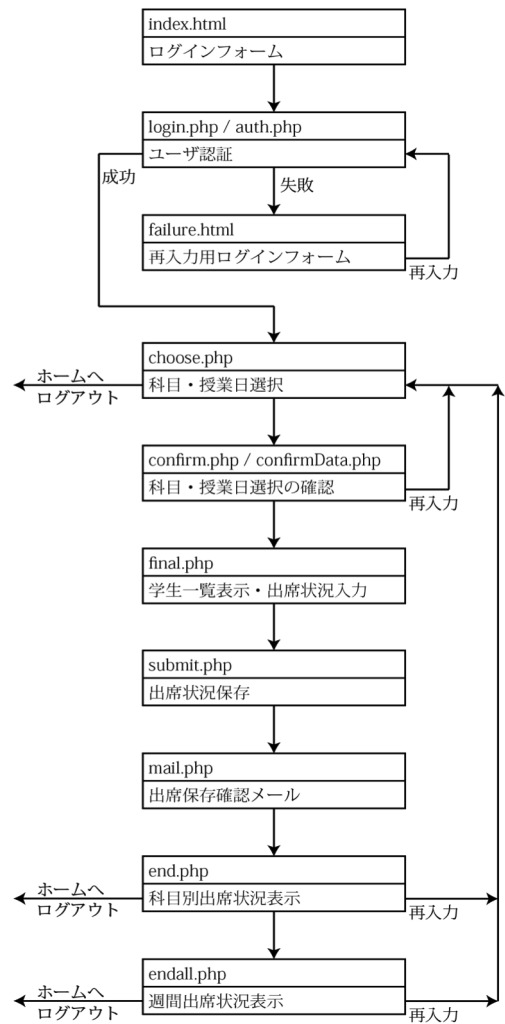 index.html
ログインフォーム
login.php / auth.php
ユーザ認証
成功
失敗
failure.html
再入力用ログインフォーム
再入力
choose.php
科目・授業日選択
ホームへ
ログアウト
confirm.php / confirmData.php
科目・授業日選択の確認
再入力
final.php
学生一覧表示・出席状況入力
submit.php
出席状況保存
mail.php
出席保存確認メール
end.php
科目別出席状況表示
ホームへ
ログアウト
再入力
endall.php
週間出席状況表示
ホームへ
ログアウト
再入力